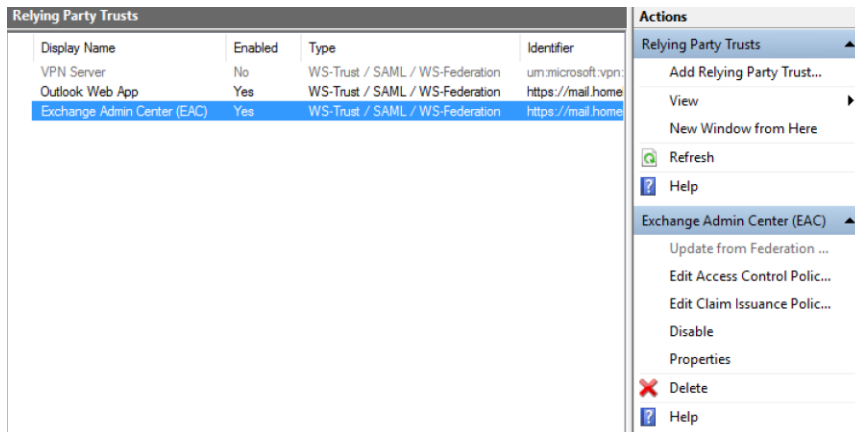 Relying Party Trusts
Display Name Enabled Type Identifier
VPN Server No WS-Trust / SAML / WS-Federation urn:microsoft:vpn:
Outlook Web App Yes WS-Trust / SAML / WS-Federation https://mail.home
Exchange Admin Center (EAC) Yes WS-Trust / SAML / WS-Federation https://mail.home
Actions
Relying Party Trusts
Add Relying Party Trust...
View
New Window from Here
Refresh
Help
Exchange Admin Center (EAC)
Update from Federation ...
Edit Access Control Polic...
Edit Claim Issuance Polic...
Disable
Properties
Delete
Help